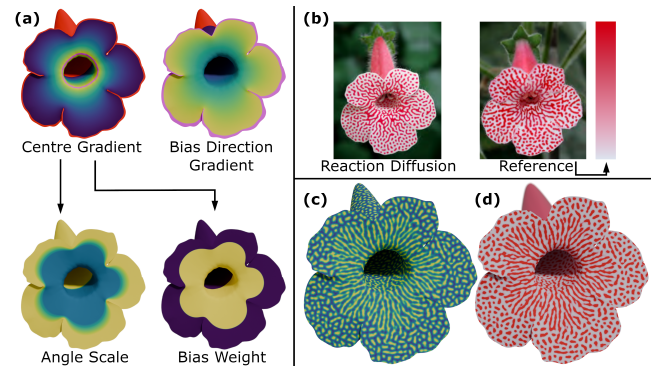 (a)
Centre Gradient
Bias Direction
Gradient
Angle Scale
Bias Weight
(b)
Reaction Diffusion
Reference
(c)
(d)